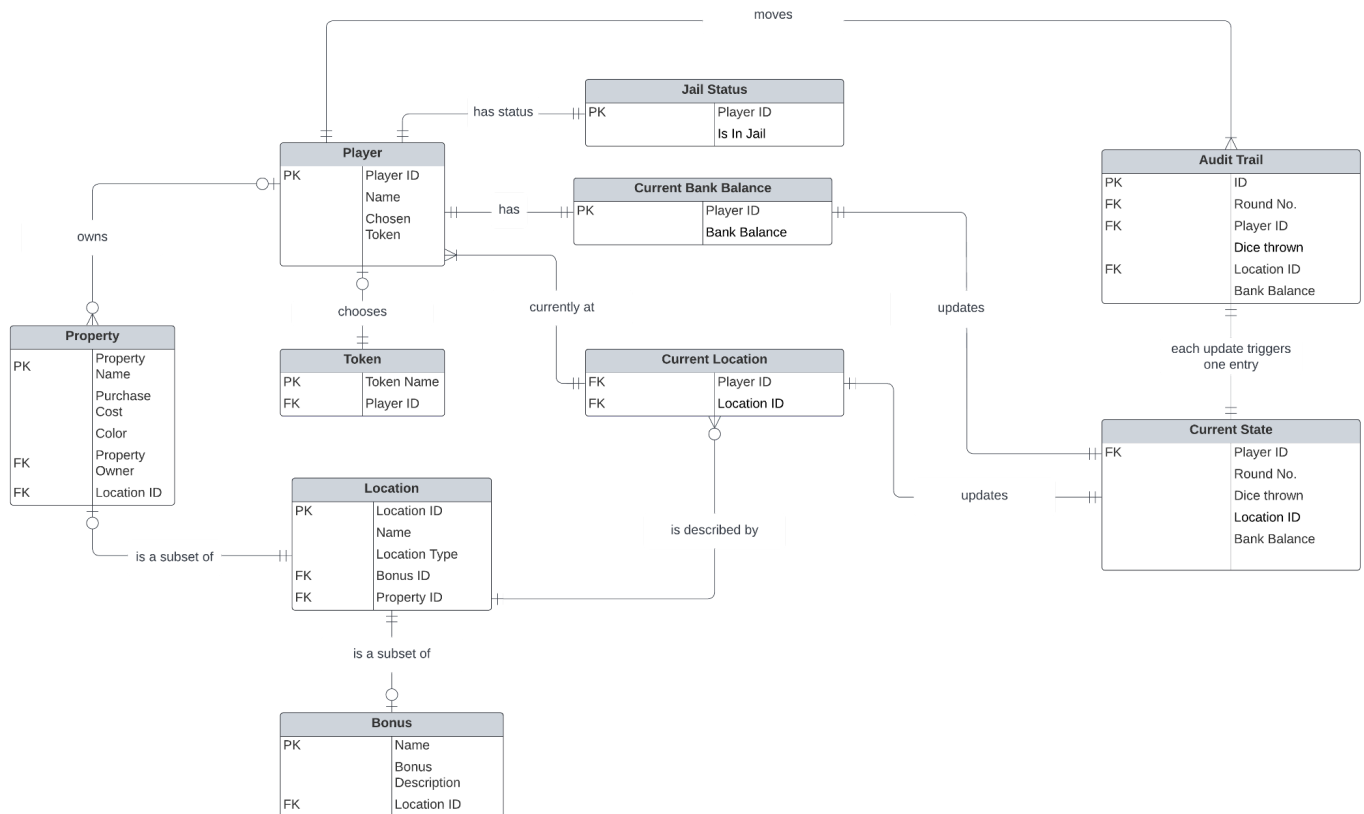 moves
Jail Status
has status
PK Player ID
Is In Jail
Player
PK Player ID
Name
Chosen
Token
Current Bank Balance
has
PK Player ID
Bank Balance
Audit Trail
PK ID
FK Round No.
FK Player ID
Dice thrown
FK Location ID
Bank Balance
owns
chooses
currently at
updates
each update triggers
one entry
Property
PK Property
Name
Purchase
Cost
Color
FK Property
Owner
FK Location ID
Token
PK Token Name
FK Player ID
Current Location
FK Player ID
FK Location ID
Current State
FK Player ID
Round No.
Dice thrown
Location ID
Bank Balance
updates
is described by
is a subset of
Location
PK Location ID
Name
Location Type
FK Bonus ID
FK Property ID
is a subset of
Bonus
PK Name
Bonus
Description
FK Location ID